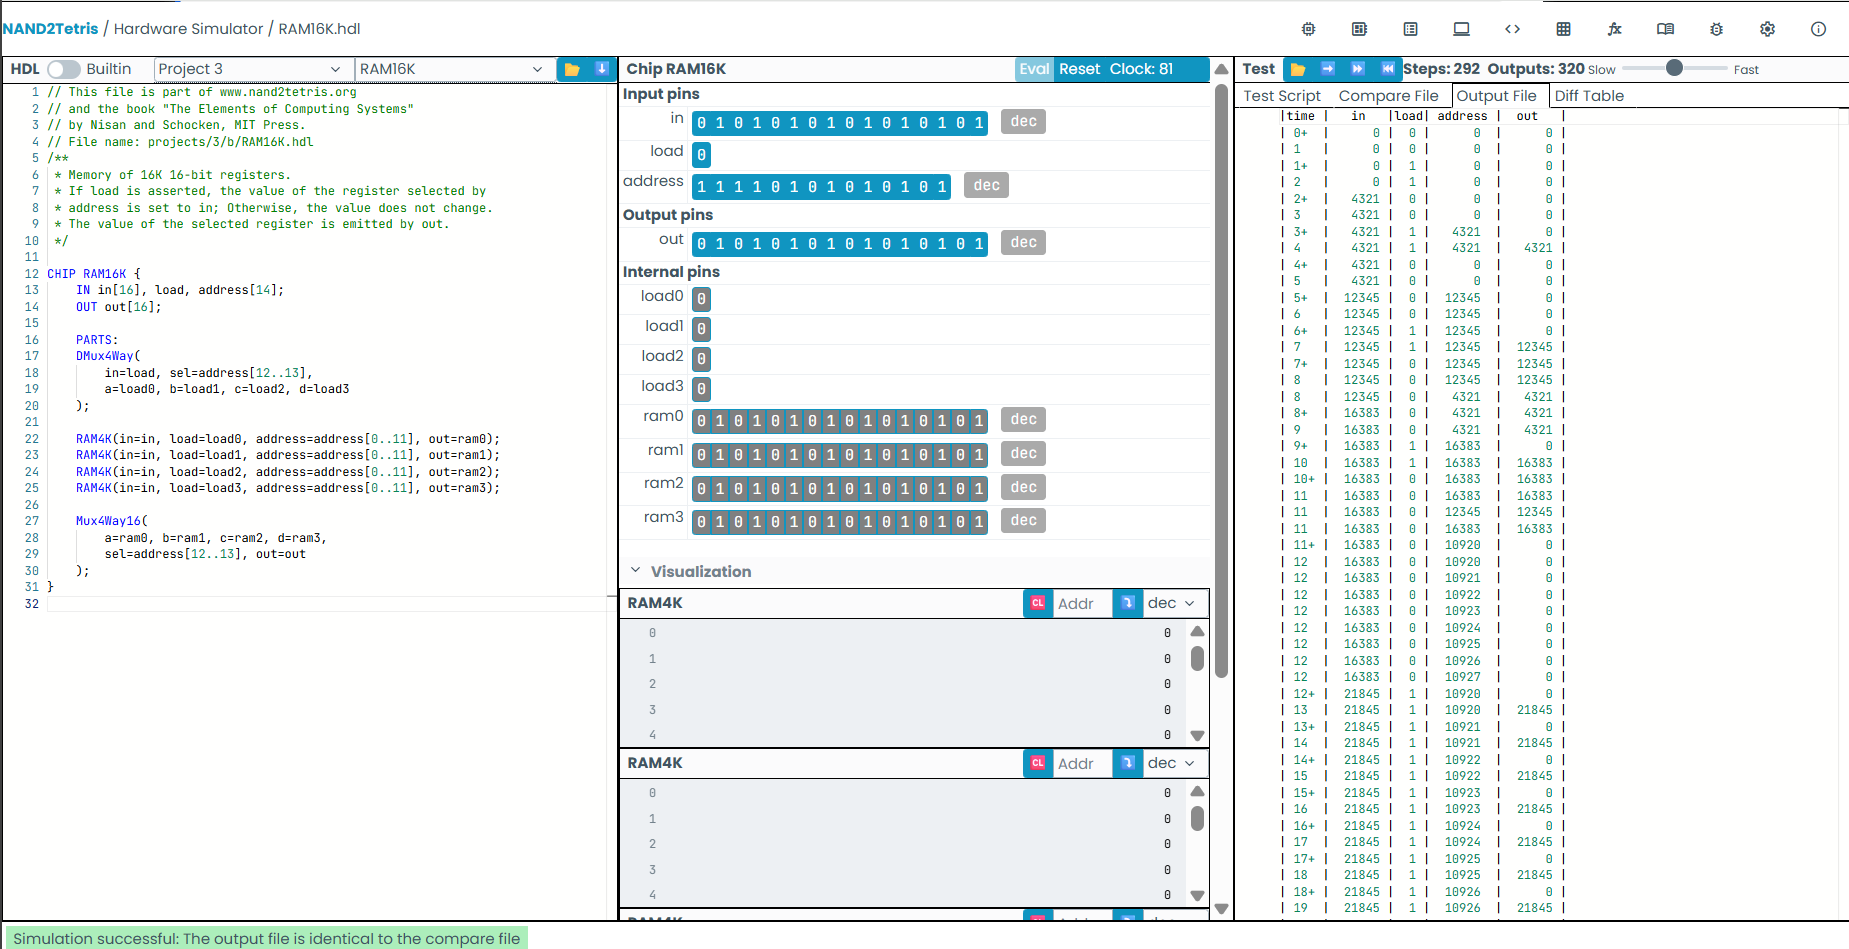 NAND2Tetris / Hardware Simulator / RAM16K.hdl
HDL Builtin Project 3 RAM16K
1 // This file is part of www.nand2tetris.org
2 // and the book "The Elements of Computing Systems"
3 // by Nisan and Schocken, MIT Press.
4 // File name: projects/3/b/RAM16K.hdl
5 /**
6 * Memory of 16K 16-bit registers.
7 * If load is asserted, the value of the register selected by
8 * address is set to in; Otherwise, the value does not change.
9 * The value of the selected register is emitted by out.
10 */
11
12 CHIP RAM16K {
13 IN in[16], load, address[14];
14 OUT out[16];
15
16 PARTS:
17 DMux4Way(
18 in=load, sel=address[12..13],
19 a=load0, b=load1, c=load2, d=load3
20 );
21
22 RAM4K(in=in, load=load0, address=address[0..11], out=ram0);
23 RAM4K(in=in, load=load1, address=address[0..11], out=ram1);
24 RAM4K(in=in, load=load2, address=address[0..11], out=ram2);
25 RAM4K(in=in, load=load3, address=address[0..11], out=ram3);
26
27 Mux4Way16(
28 a=ram0, b=ram1, c=ram2, d=ram3,
29 sel=address[12..13], out=out
30 );
31 }
32
Chip RAM16K Eval Reset Clock: 81
Input pins
in 0 1 0 1 0 1 0 1 0 1 0 1 0 1 0 1 dec
load 0
address 1 1 1 1 0 1 0 1 0 1 0 1 0 1 dec
Output pins
out 0 1 0 1 0 1 0 1 0 1 0 1 0 1 0 1 dec
Internal pins
load0 0
load1 0
load2 0
load3 0
ram0 0 1 0 1 0 1 0 1 0 1 0 1 0 1 0 1 dec
ram1 0 1 0 1 0 1 0 1 0 1 0 1 0 1 0 1 dec
ram2 0 1 0 1 0 1 0 1 0 1 0 1 0 1 0 1 dec
ram3 0 1 0 1 0 1 0 1 0 1 0 1 0 1 0 1 dec
Visualization
RAM4K CL Addr dec
0 0
1 0
2 0
3 0
4 0
RAM4K CL Addr dec
0 0
1 0
2 0
3 0
4 0
Test Steps: 292 Outputs: 320 Slow Fast
Test Script Compare File Output File Diff Table
|time | in |load| address | out |
| 0+ | 0 | 0 | 0 | 0 |
| 1 | 0 | 0 | 0 | 0 |
| 1+ | 0 | 1 | 0 | 0 |
| 2 | 0 | 1 | 0 | 0 |
| 2+ | 4321 | 0 | 0 | 0 |
| 3 | 4321 | 0 | 0 | 0 |
| 3+ | 4321 | 1 | 4321 | 0 |
| 4 | 4321 | 1 | 4321 | 4321 |
| 4+ | 4321 | 0 | 0 | 0 |
| 5 | 4321 | 0 | 0 | 0 |
| 5+ | 12345 | 0 | 12345 | 0 |
| 6 | 12345 | 0 | 12345 | 0 |
| 6+ | 12345 | 1 | 12345 | 0 |
| 7 | 12345 | 1 | 12345 | 12345 |
| 7+ | 12345 | 0 | 12345 | 12345 |
| 8 | 12345 | 0 | 12345 | 12345 |
| 8 | 12345 | 0 | 4321 | 4321 |
| 8+ | 16383 | 0 | 4321 | 4321 |
| 9 | 16383 | 0 | 4321 | 4321 |
| 9+ | 16383 | 1 | 16383 | 0 |
| 10 | 16383 | 1 | 16383 | 16383 |
| 10+ | 16383 | 0 | 16383 | 16383 |
| 11 | 16383 | 0 | 16383 | 16383 |
| 11 | 16383 | 0 | 12345 | 12345 |
| 11 | 16383 | 0 | 16383 | 16383 |
| 11+ | 16383 | 0 | 10920 | 0 |
| 12 | 16383 | 0 | 10920 | 0 |
| 12 | 16383 | 0 | 10921 | 0 |
| 12 | 16383 | 0 | 10922 | 0 |
| 12 | 16383 | 0 | 10923 | 0 |
| 12 | 16383 | 0 | 10924 | 0 |
| 12 | 16383 | 0 | 10925 | 0 |
| 12 | 16383 | 0 | 10926 | 0 |
| 12 | 16383 | 0 | 10927 | 0 |
| 12+ | 21845 | 1 | 10920 | 0 |
| 13 | 21845 | 1 | 10920 | 21845 |
| 13+ | 21845 | 1 | 10921 | 0 |
| 14 | 21845 | 1 | 10921 | 21845 |
| 14+ | 21845 | 1 | 10922 | 0 |
| 15 | 21845 | 1 | 10922 | 21845 |
| 15+ | 21845 | 1 | 10923 | 0 |
| 16 | 21845 | 1 | 10923 | 21845 |
| 16+ | 21845 | 1 | 10924 | 0 |
| 17 | 21845 | 1 | 10924 | 21845 |
| 17+ | 21845 | 1 | 10925 | 0 |
| 18 | 21845 | 1 | 10925 | 21845 |
| 18+ | 21845 | 1 | 10926 | 0 |
| 19 | 21845 | 1 | 10926 | 21845 |
Simulation successful: The output file is identical to the compare file